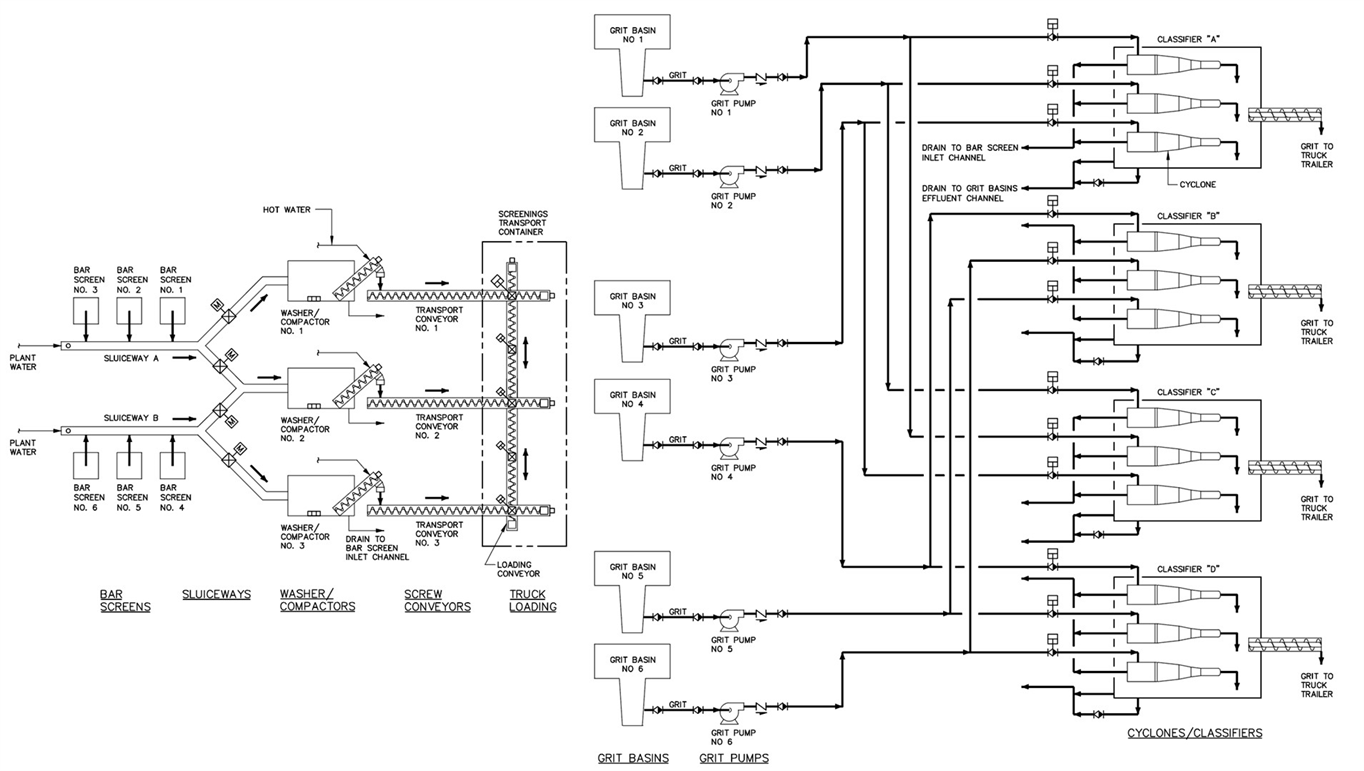 HOT WATER
SCREENINGS
TRANSPORT
CONTAINER
BAR
SCREEN
NO. 3
BAR
SCREEN
NO. 2
BAR
SCREEN
NO. 1
M
WASHER/
COMPACTOR
NO. 1
TRANSPORT
CONVEYOR
NO. 1
PLANT
WATER
SLUICEWAY A
M
SLUICEWAY B
M
WASHER/
COMPACTOR
NO. 2
TRANSPORT
CONVEYOR
NO. 2
PLANT
WATER
M
BAR
SCREEN
NO. 6
BAR
SCREEN
NO. 5
BAR
SCREEN
NO. 4
WASHER/
COMPACTOR
NO. 3
DRAIN TO
BAR SCREEN
INLET CHANNEL
TRANSPORT
CONVEYOR
NO. 3
LOADING
CONVEYOR
BAR
SCREENS
SLUICEWAYS
WASHER/
COMPACTORS
SCREW
CONVEYORS
TRUCK
LOADING
GRIT BASIN
NO 1
GRIT
GRIT PUMP
NO 1
GRIT BASIN
NO 2
GRIT
GRIT PUMP
NO 2
GRIT BASIN
NO 3
GRIT
GRIT PUMP
NO 3
GRIT BASIN
NO 4
GRIT
GRIT PUMP
NO 4
GRIT BASIN
NO 5
GRIT
GRIT PUMP
NO 5
GRIT BASIN
NO 6
GRIT
GRIT PUMP
NO 6
GRIT BASINS
GRIT PUMPS
CLASSIFIER "A"
DRAIN TO BAR SCREEN
INLET CHANNEL
DRAIN TO GRIT BASINS
EFFLUENT CHANNEL
CYCLONE
GRIT TO
TRUCK
TRAILER
CLASSIFIER "B"
GRIT TO
TRUCK
TRAILER
CLASSIFIER "C"
GRIT TO
TRUCK
TRAILER
CLASSIFIER "D"
GRIT TO
TRUCK
TRAILER
CYCLONES/CLASSIFIERS